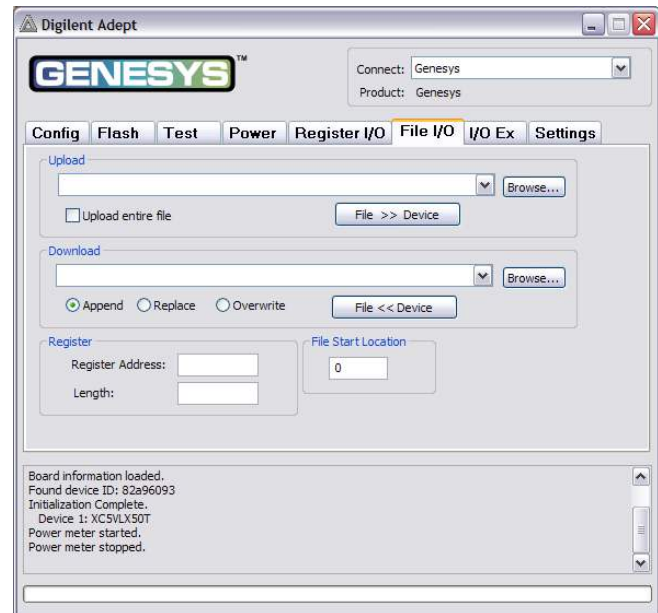 Digilent Adept
GENESYS™
Connect: Genesys
Product: Genesys
Config Flash Test Power Register I/O File I/O I/O Ex Settings
Upload
Browse...
Upload entire file
File >> Device
Download
Browse...
Append Replace Overwrite
File << Device
Register
Register Address:
Length:
File Start Location
0
Board information loaded.
Found device ID: 82a96093
Initialization Complete.
Device 1: XC5VLX50T
Power meter started.
Power meter stopped.